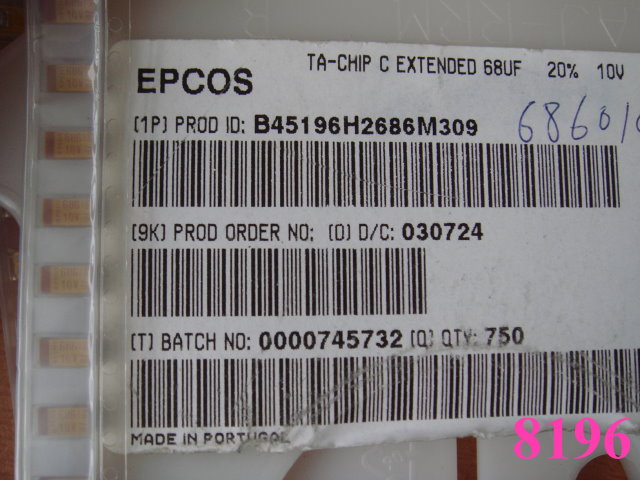 TA-CHIP C EXTENDED 68UF 20% 10V
EPCOS
(1P) PROD ID: B45196H2686M309
(9K) PROD ORDER NO: (D) D/C: 030724
(T) BATCH NO: 0000745732 (Q) QTY: 750
MADE IN PORTUGAL
8196